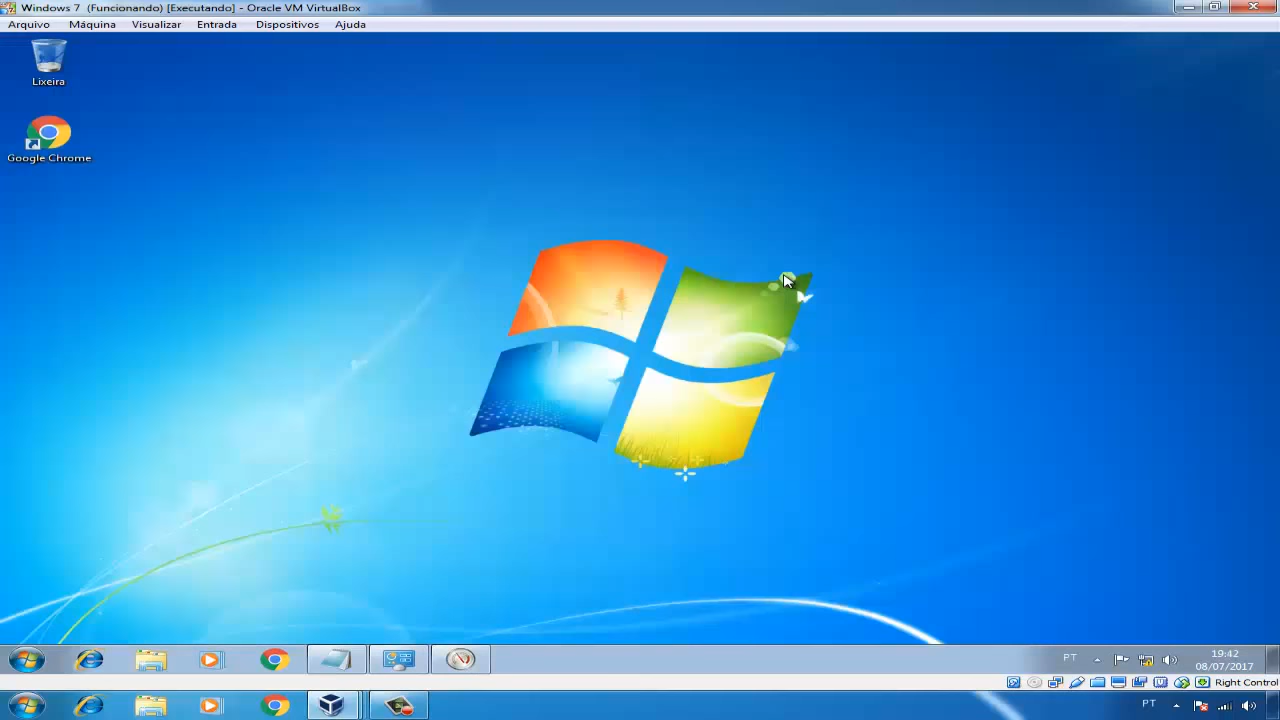 Windows 7 (Funcionando) [Executando] - Oracle VM VirtualBox
Arquivo Máquina Visualizar Entrada Dispositivos Ajuda
Lixeira
Google Chrome
PT
19:42
08/07/2017
Right Control
PT